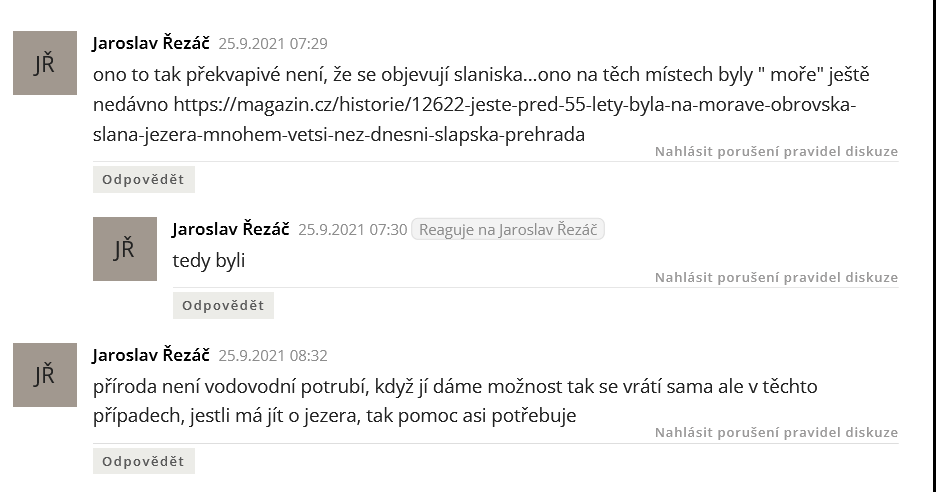 JŘ
Jaroslav Řezáč 25.9.2021 07:29
ono to tak překvapivé není, že se objevují slaniska...ono na těch místech byly " moře" ještě
nedávno https://magazin.cz/historie/12622-jeste-pred-55-lety-byla-na-morave-obrovska-
slana-jezera-mnohem-vetsi-nez-dnesni-slapska-prehrada
Nahlásit porušení pravidel diskuze
Odpovědět
JŘ
Jaroslav Řezáč 25.9.2021 07:30 Reaguje na Jaroslav Řezáč
tedy byli
Nahlásit porušení pravidel diskuze
Odpovědět
JŘ
Jaroslav Řezáč 25.9.2021 08:32
příroda není vodovodní potrubí, když jí dáme možnost tak se vrátí sama ale v těchto
případech, jestli má jít o jezera, tak pomoc asi potřebuje
Nahlásit porušení pravidel diskuze
Odpovědět